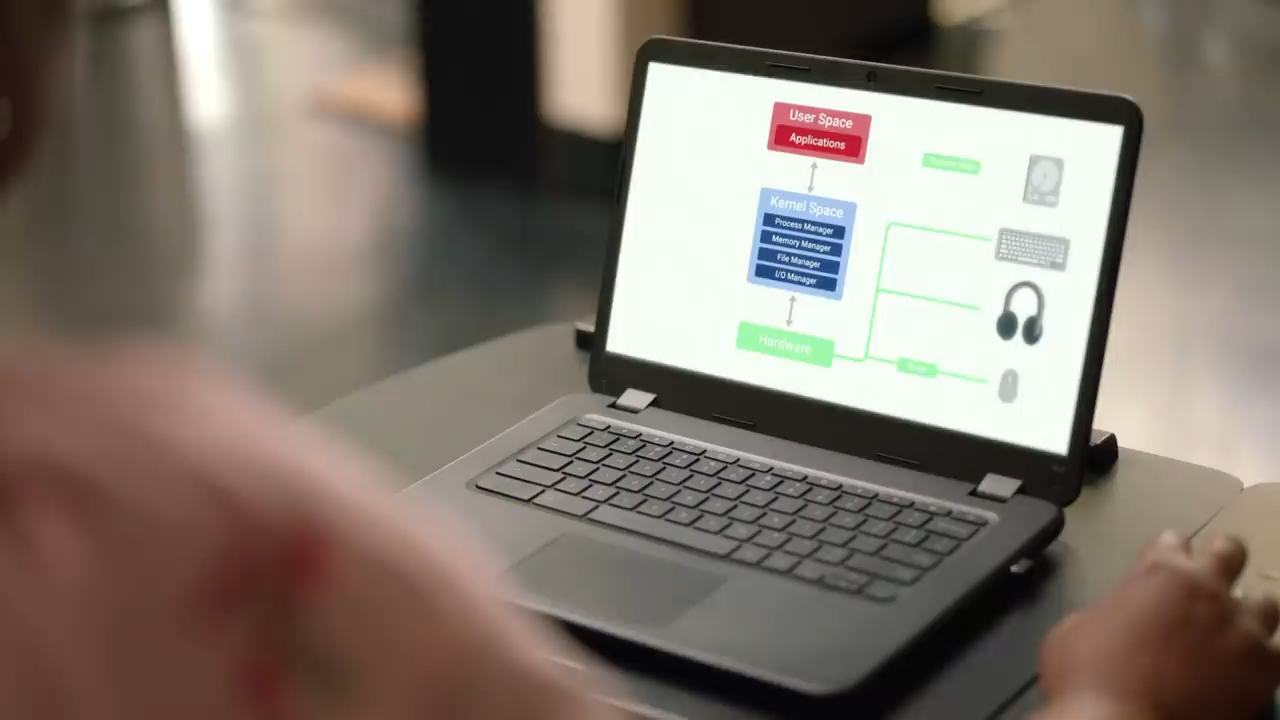 User Space
Applications
Kernel Space
Process Manager
Memory Manager
File Manager
I/O Manager
Hardware